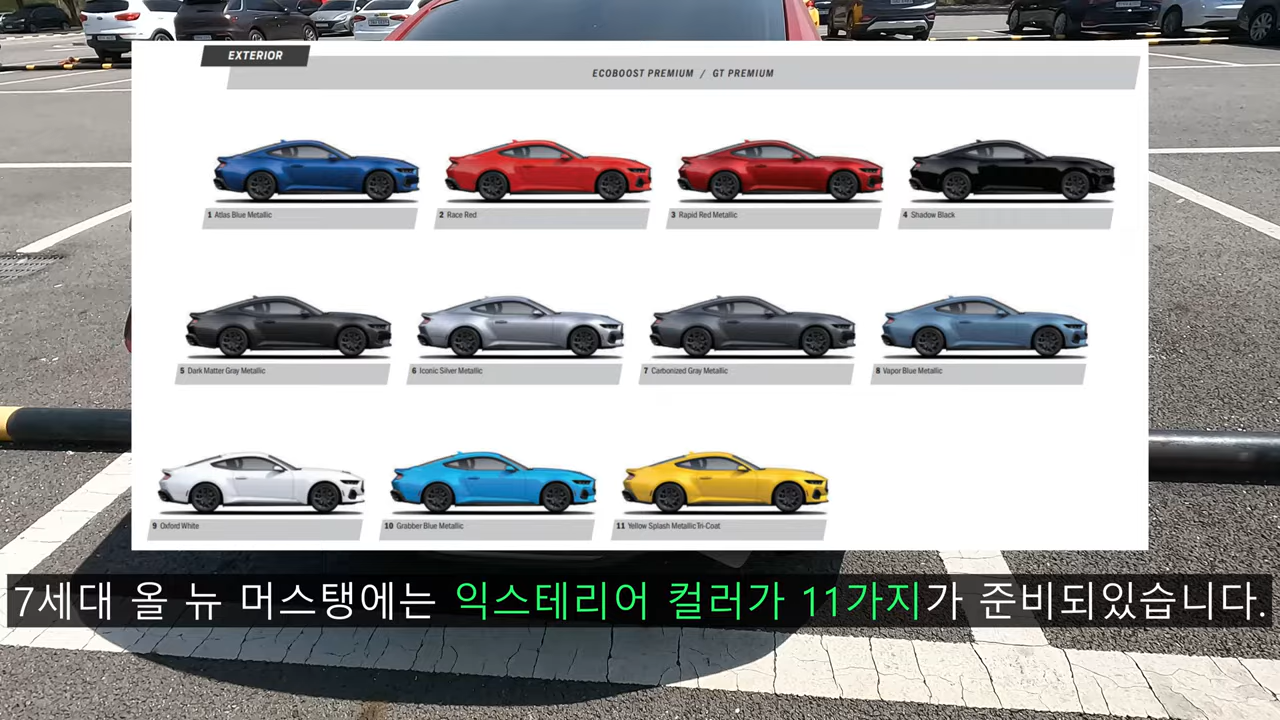 EXTERIOR
ECOBOOST PREMIUM / GT PREMIUM
1 Atlas Blue Metallic
2 Race Red
3 Rapid Red Metallic
4 Shadow Black
5 Dark Matter Gray Metallic
6 Iconic Silver Metallic
7 Carbonized Gray Metallic
8 Vapor Blue Metallic
9 Oxford White
10 Grabber Blue Metallic
11 Yellow Splash Metallic Tri-Coat
7세대 올 뉴 머스탱에는 익스테리어 컬러가 11가지가 준비되있습니다.